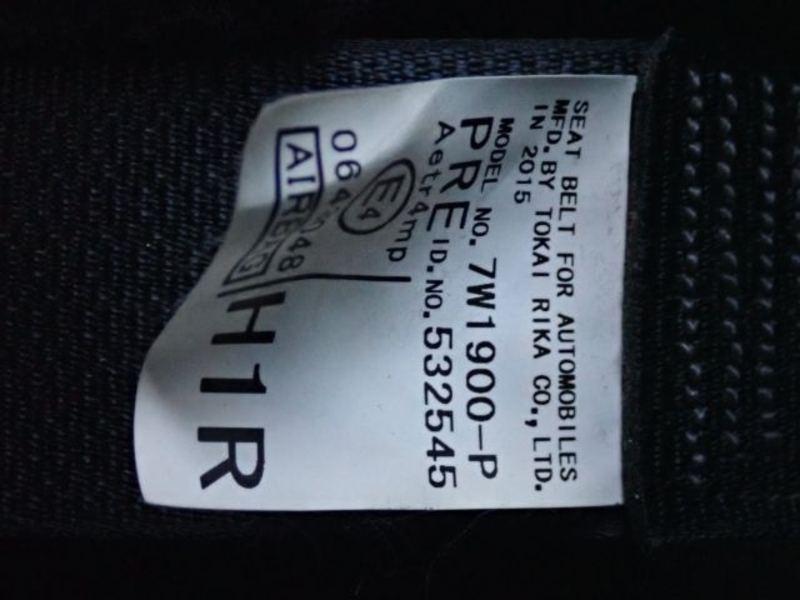 SEAT BELT FOR AUTOMOBILES
MFD. BY TOKAI RIKA CO., LTD.
IN 2015
MODEL NO. 7W1900-P
PRE ID.NO. 532545
Aetr4mp
E4
H1R
AIRBAG